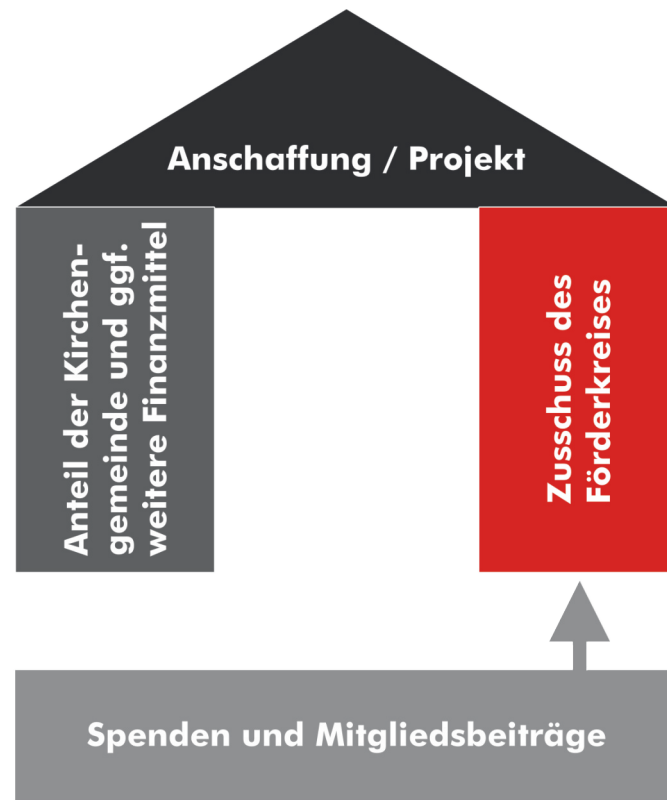 Anschaffung / Projekt
Anteil der Kirchen-
gemeinde und ggf.
weitere Finanzmittel
Zusschuss des
Förderkreises
Spenden und Mitgliedsbeiträge